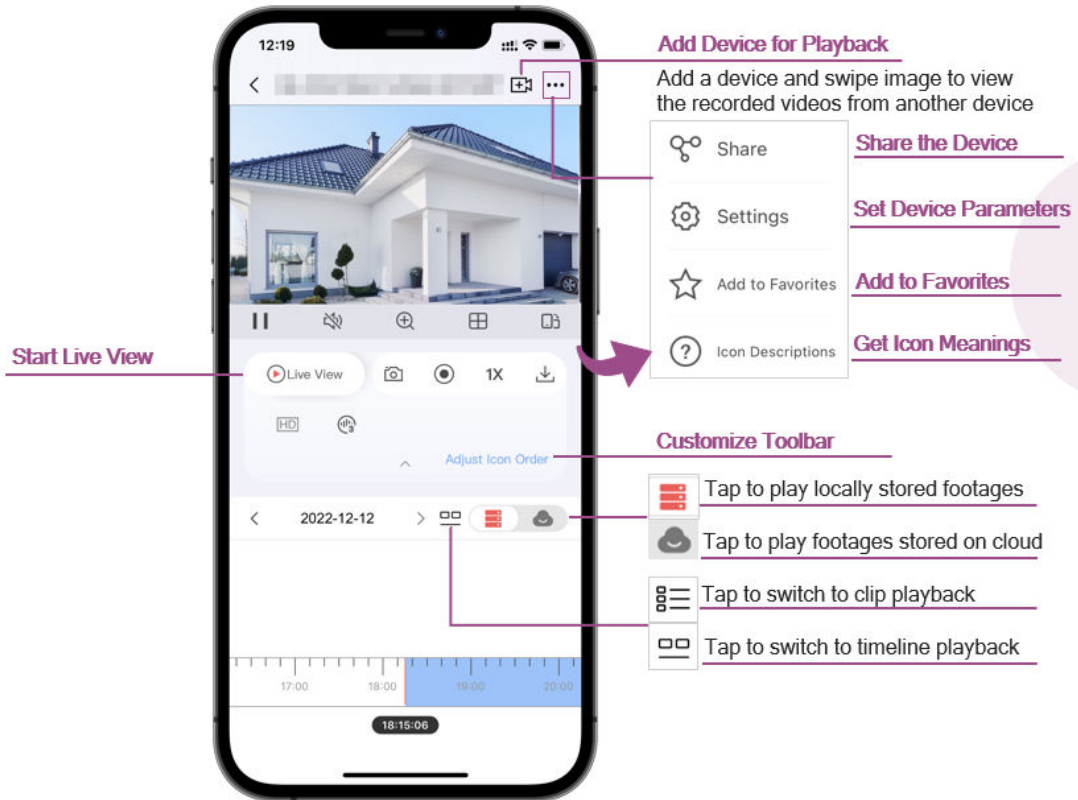 12:19
Add Device for Playback
Add a device and swipe image to view
the recorded videos from another device
Share
Share the Device
Settings
Set Device Parameters
Add to Favorites
Add to Favorites
Icon Descriptions
Get Icon Meanings
Start Live View
Live View
1X
HD
3
Adjust Icon Order
Customize Toolbar
Tap to play locally stored footages
2022-12-12
Tap to play footages stored on cloud
Tap to switch to clip playback
Tap to switch to timeline playback
17:00
18:00
19:00
20:00
18:15:06